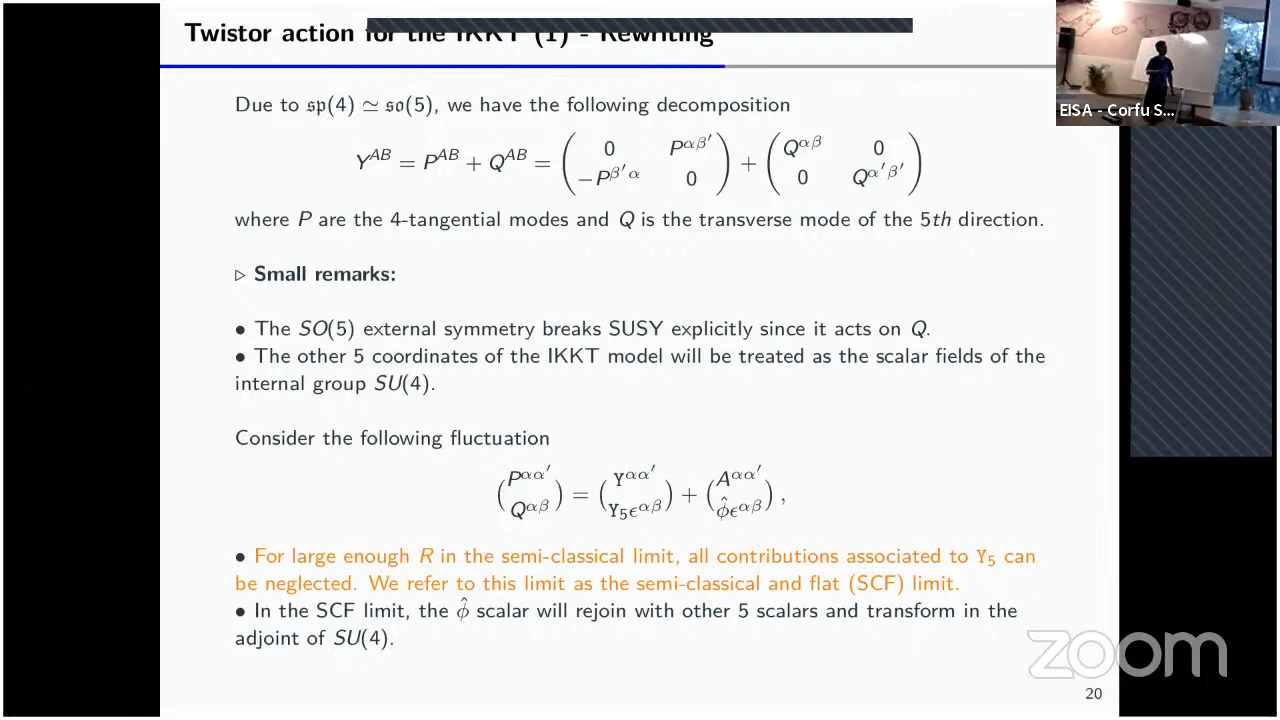 Twistor action for the IKKT (1) - Rewriting
EISA - Corfu S...
Due to 𝔰𝔭(4) ≃ 𝔰𝔬(5), we have the following decomposition
Y^{AB} = P^{AB} + Q^{AB} = ( 0 P^{αβ′} ; −P^{β′α} 0 ) + ( Q^{αβ} 0 ; 0 Q^{α′β′} )
where P are the 4-tangential modes and Q is the transverse mode of the 5th direction.
▷ Small remarks:
• The SO(5) external symmetry breaks SUSY explicitly since it acts on Q.
• The other 5 coordinates of the IKKT model will be treated as the scalar fields of the
internal group SU(4).
Consider the following fluctuation
( P^{αα′} ; Q^{αβ} ) = ( Y^{αα′} ; Y_5 ϵ^{αβ} ) + ( A^{αα′} ; ϕ̂ϵ^{αβ} ) ,
• For large enough R in the semi-classical limit, all contributions associated to Y_5 can
be neglected. We refer to this limit as the semi-classical and flat (SCF) limit.
• In the SCF limit, the ϕ̂ scalar will rejoin with other 5 scalars and transform in the
adjoint of SU(4).
zoom
20